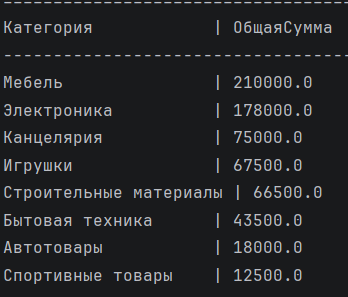 -----------------------------------
Категория            | ОбщаяСумма
-----------------------------------
Мебель               | 210000.0
Электроника          | 178000.0
Канцелярия           | 75000.0
Игрушки              | 67500.0
Строительные материалы | 66500.0
Бытовая техника      | 43500.0
Автотовары           | 18000.0
Спортивные товары    | 12500.0